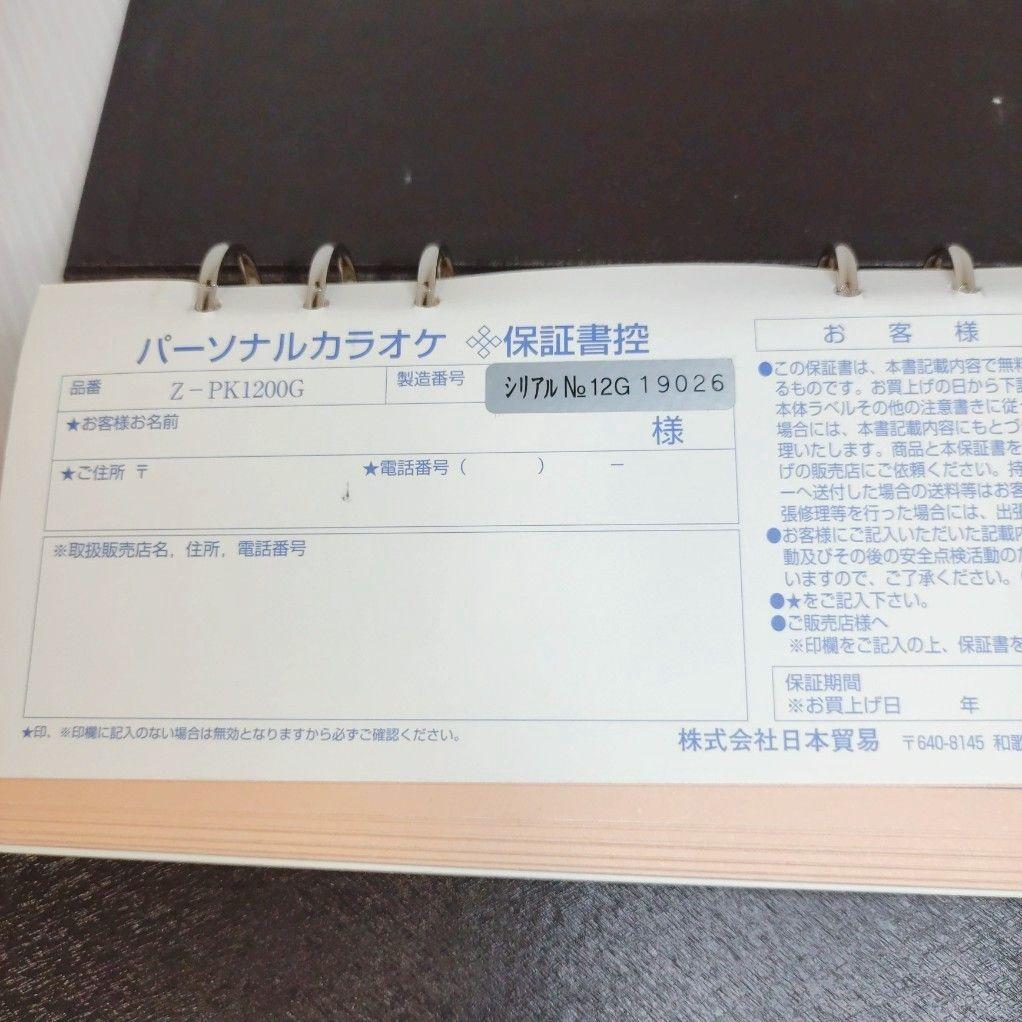 パーソナルカラオケ ※保証書控
品番 Z-PK1200G 製造番号 シリアル№12G 19026
★お客様お名前 様
★ご住所 〒 ★電話番号( ) －
※取扱販売店名, 住所, 電話番号
★印、※印欄に記入のない場合は無効となりますから必ずご確認ください。
お客様
●この保証書は、本書記載内容で無料
るものです。お買上げの日から下記
本体ラベルその他の注意書きに従っ
場合には、本書記載内容にもとづ
理いたします。商品と本保証書を
げの販売店にご依頼ください。持
ーへ送付した場合の送料等はお客
張修理等を行った場合には、出張
●お客様にご記入いただいた記載内
動及びその後の安全点検活動のた
いますので、ご了承ください。
●★をご記入下さい。
●ご販売店様へ
※印欄をご記入の上、保証書を
保証期間
※お買上げ日 年
株式会社日本貿易 〒640-8145 和歌